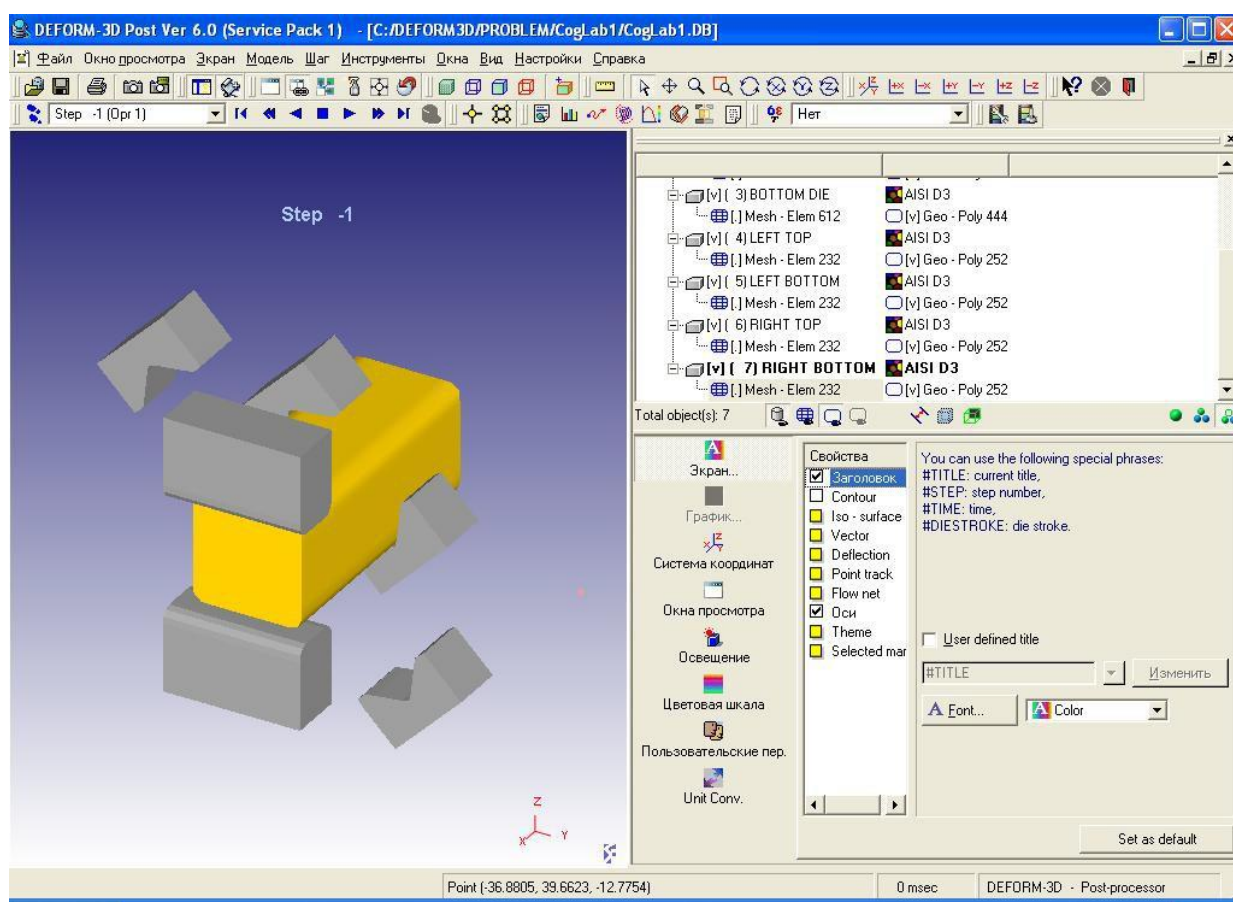 DEFORM-3D Post Ver 6.0 (Service Pack 1) - [C:/DEFORM3D/PROBLEM/CogLab1/CogLab1.DB]
Файл Окно просмотра Экран Модель Шаг Инструменты Окна Вид Настройки Справка
Step -1 (Opr 1) Нет
Step -1
[v] ( 3) BOTTOM DIE AISI D3
[.] Mesh - Elem 612 [v] Geo - Poly 444
[v] ( 4) LEFT TOP AISI D3
[.] Mesh - Elem 232 [v] Geo - Poly 252
[v] ( 5) LEFT BOTTOM AISI D3
[.] Mesh - Elem 232 [v] Geo - Poly 252
[v] ( 6) RIGHT TOP AISI D3
[.] Mesh - Elem 232 [v] Geo - Poly 252
[v] ( 7) RIGHT BOTTOM AISI D3
[.] Mesh - Elem 232 [v] Geo - Poly 252
Total object(s): 7
Экран...
График...
Система координат
Окна просмотра
Освещение
Цветовая шкала
Пользовательские пер.
Unit Conv.
Свойства
Заголовок
Contour
Iso - surface
Vector
Deflection
Point track
Flow net
Оси
Theme
Selected mar
You can use the following special phrases:
#TITLE: current title,
#STEP: step number,
#TIME: time,
#DIESTROKE: die stroke.
User defined title
#TITLE Изменить
Font... Color
Set as default
Z
X Y
Point (-36.8805, 39.6623, -12.7754) 0 msec DEFORM-3D - Post-processor